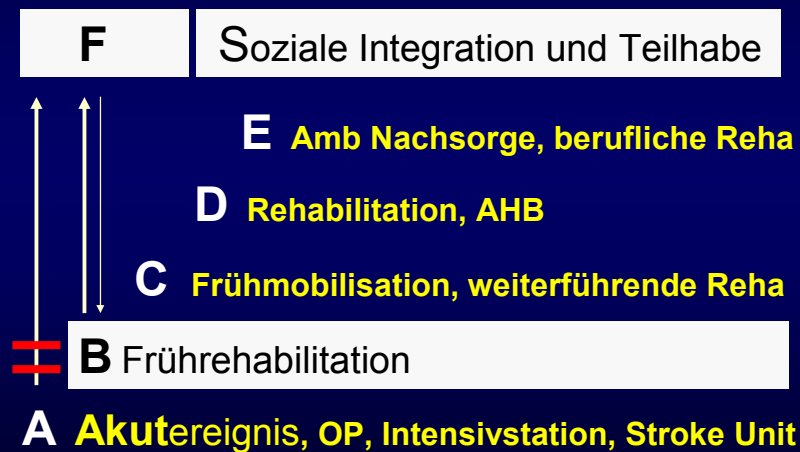 F Soziale Integration und Teilhabe
E Amb Nachsorge, berufliche Reha
D Rehabilitation, AHB
C Frühmobilisation, weiterführende Reha
B Frührehabilitation
A Akutereignis, OP, Intensivstation, Stroke Unit